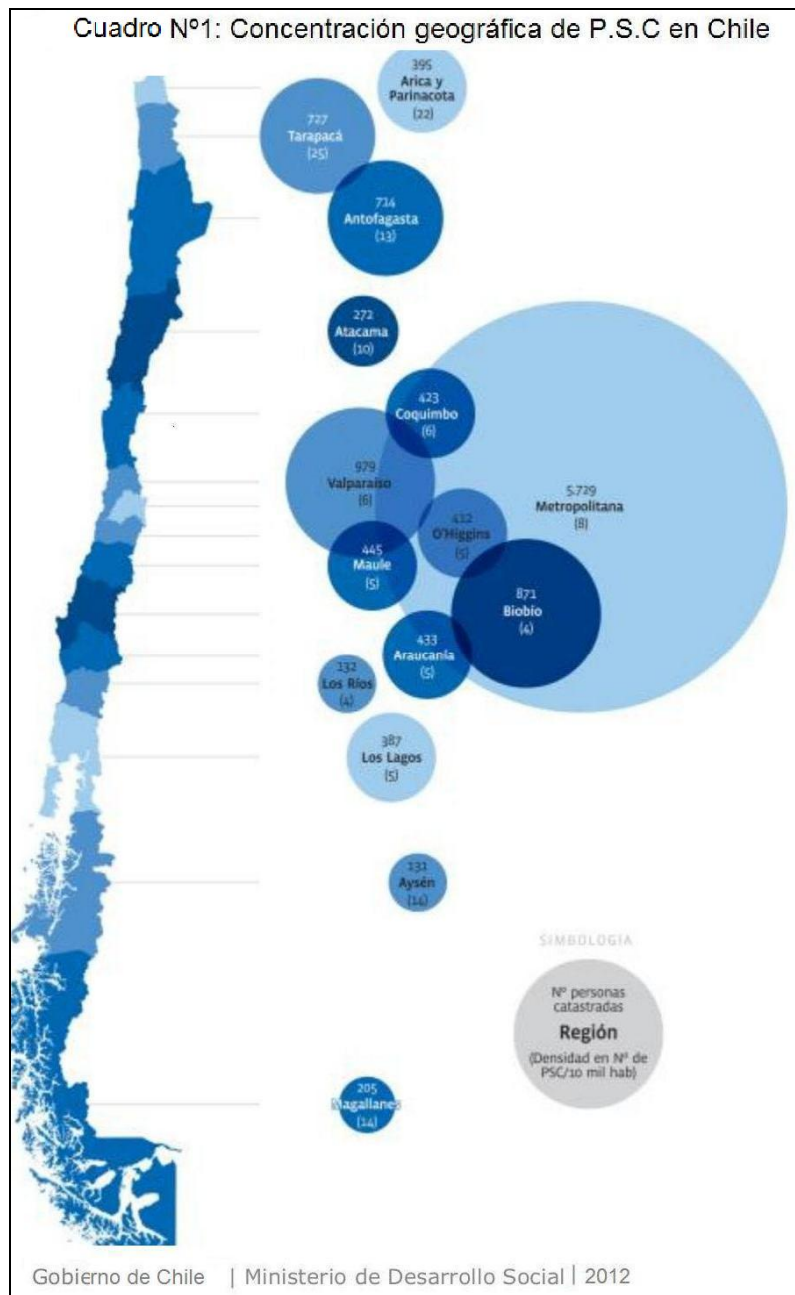 Cuadro Nº1: Concentración geográfica de P.S.C en Chile
395
Arica y
Parinacota
(22)
727
Tarapacá
(25)
714
Antofagasta
(13)
272
Atacama
(10)
423
Coquimbo
(6)
979
Valparaíso
(6)
5.729
Metropolitana
(8)
412
O'Higgins
(5)
445
Maule
(5)
871
Biobío
(4)
433
Araucanía
(5)
132
Los Ríos
(4)
387
Los Lagos
(5)
131
Aysén
(14)
SIMBOLOGÍA
Nº personas
catastradas
Región
(Densidad en Nº de
PSC/10 mil hab)
205
Magallanes
(14)
Gobierno de Chile | Ministerio de Desarrollo Social | 2012